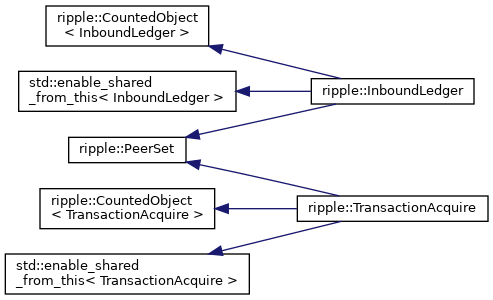 ripple::CountedObject
< InboundLedger >
std::enable_shared
_from_this< InboundLedger >
ripple::InboundLedger
ripple::PeerSet
ripple::CountedObject
< TransactionAcquire >
ripple::TransactionAcquire
std::enable_shared
_from_this< TransactionAcquire >